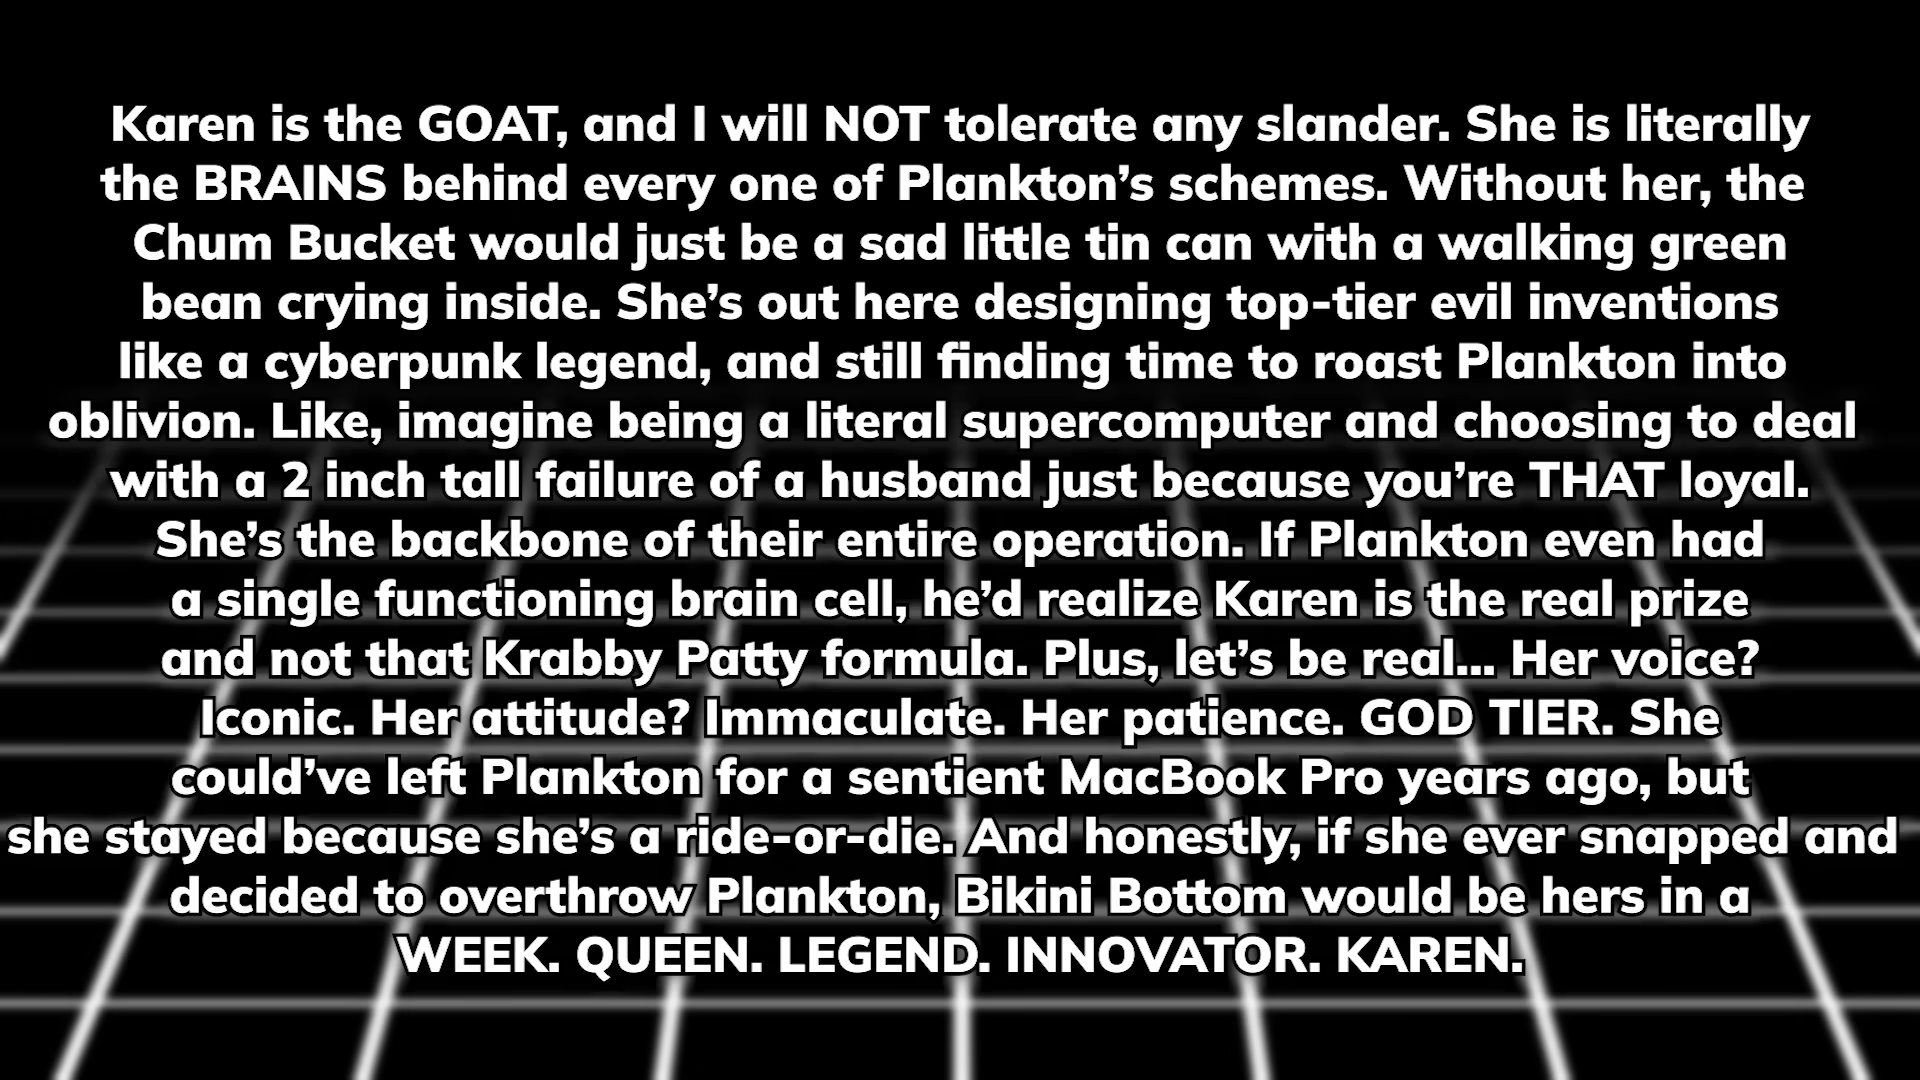 Karen is the GOAT, and I will NOT tolerate any slander. She is literally
the BRAINS behind every one of Plankton’s schemes. Without her, the
Chum Bucket would just be a sad little tin can with a walking green
bean crying inside. She’s out here designing top-tier evil inventions
like a cyberpunk legend, and still finding time to roast Plankton into
oblivion. Like, imagine being a literal supercomputer and choosing to deal
with a 2 inch tall failure of a husband just because you’re THAT loyal.
She’s the backbone of their entire operation. If Plankton even had
a single functioning brain cell, he’d realize Karen is the real prize
and not that Krabby Patty formula. Plus, let’s be real... Her voice?
Iconic. Her attitude? Immaculate. Her patience. GOD TIER. She
could’ve left Plankton for a sentient MacBook Pro years ago, but
she stayed because she’s a ride-or-die. And honestly, if she ever snapped and
decided to overthrow Plankton, Bikini Bottom would be hers in a
WEEK. QUEEN. LEGEND. INNOVATOR. KAREN.